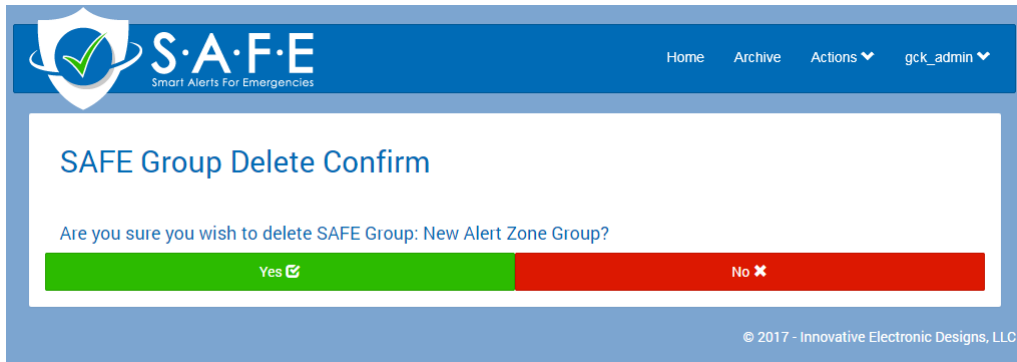 S·A·F·E
Smart Alerts For Emergencies
Home Archive Actions gck_admin
SAFE Group Delete Confirm
Are you sure you wish to delete SAFE Group: New Alert Zone Group?
Yes No
© 2017 - Innovative Electronic Designs, LLC